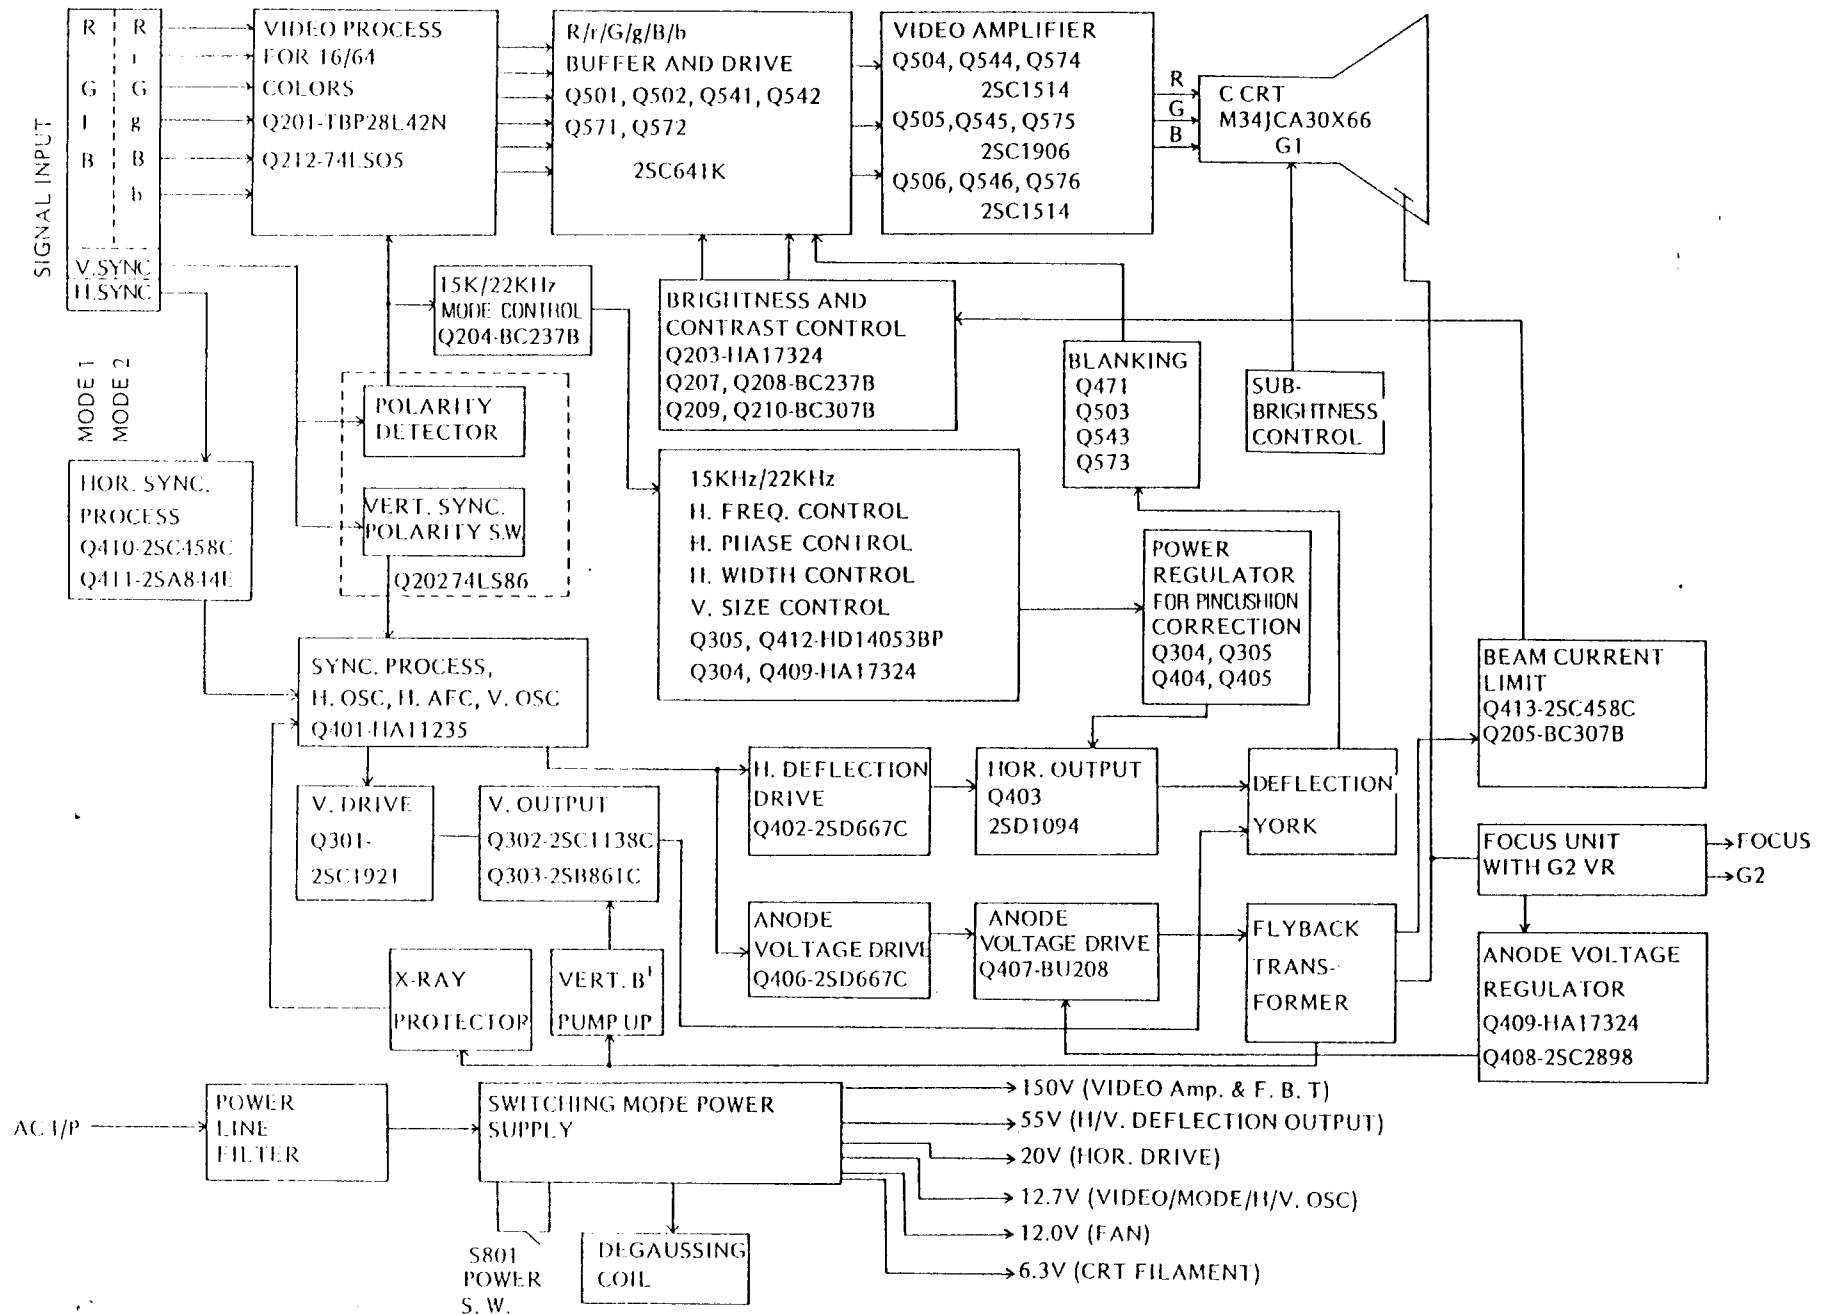 SIGNAL INPUT
R R
r
G G
I g
B B
b
V.SYNC
H.SYNC
MODE 1
MODE 2
VIDEO PROCESS
FOR 16/64
COLORS
Q201-TBP28L42N
Q212-74LSO5
R/r/G/g/B/b
BUFFER AND DRIVE
Q501, Q502, Q541, Q542
Q571, Q572
2SC641K
VIDEO AMPLIFIER
Q504, Q544, Q574
2SC1514
Q505, Q545, Q575
2SC1906
Q506, Q546, Q576
2SC1514
R
G
B
C CRT
M34JCA30X66
G1
15K/22KHz
MODE CONTROL
Q204-BC237B
BRIGHTNESS AND
CONTRAST CONTROL
Q203-HA17324
Q207, Q208-BC237B
Q209, Q210-BC307B
BLANKING
Q471
Q503
Q543
Q573
SUB-
BRIGHTNESS
CONTROL
POLARITY
DETECTOR
VERT. SYNC.
POLARITY S.W.
Q20274LS86
HOR. SYNC.
PROCESS
Q410-2SC458C
Q411-2SA844E
15KHz/22KHz
H. FREQ. CONTROL
H. PHASE CONTROL
H. WIDTH CONTROL
V. SIZE CONTROL
Q305, Q412-HD14053BP
Q304, Q409-HA17324
POWER
REGULATOR
FOR PINCUSHION
CORRECTION
Q304, Q305
Q404, Q405
SYNC. PROCESS,
H. OSC, H. AFC, V. OSC
Q401-HA11235
BEAM CURRENT
LIMIT
Q413-2SC458C
Q205-BC307B
V. DRIVE
Q301-
2SC1921
V. OUTPUT
Q302-2SC1138C
Q303-2SB861C
H. DEFLECTION
DRIVE
Q402-2SD667C
HOR. OUTPUT
Q403
2SD1094
DEFLECTION
YORK
FOCUS UNIT
WITH G2 VR
FOCUS
G2
X-RAY
PROTECTOR
VERT. B+
PUMP UP
ANODE
VOLTAGE DRIVE
Q406-2SD667C
ANODE
VOLTAGE DRIVE
Q407-BU208
FLYBACK
TRANS-
FORMER
ANODE VOLTAGE
REGULATOR
Q409-HA17324
Q408-2SC2898
AC I/P
POWER
LINE
FILTER
SWITCHING MODE POWER
SUPPLY
150V (VIDEO Amp. & F. B. T)
55V (H/V. DEFLECTION OUTPUT)
20V (HOR. DRIVE)
12.7V (VIDEO/MODE/H/V. OSC)
12.0V (FAN)
6.3V (CRT FILAMENT)
S801
POWER
S. W.
DEGAUSSING
COIL